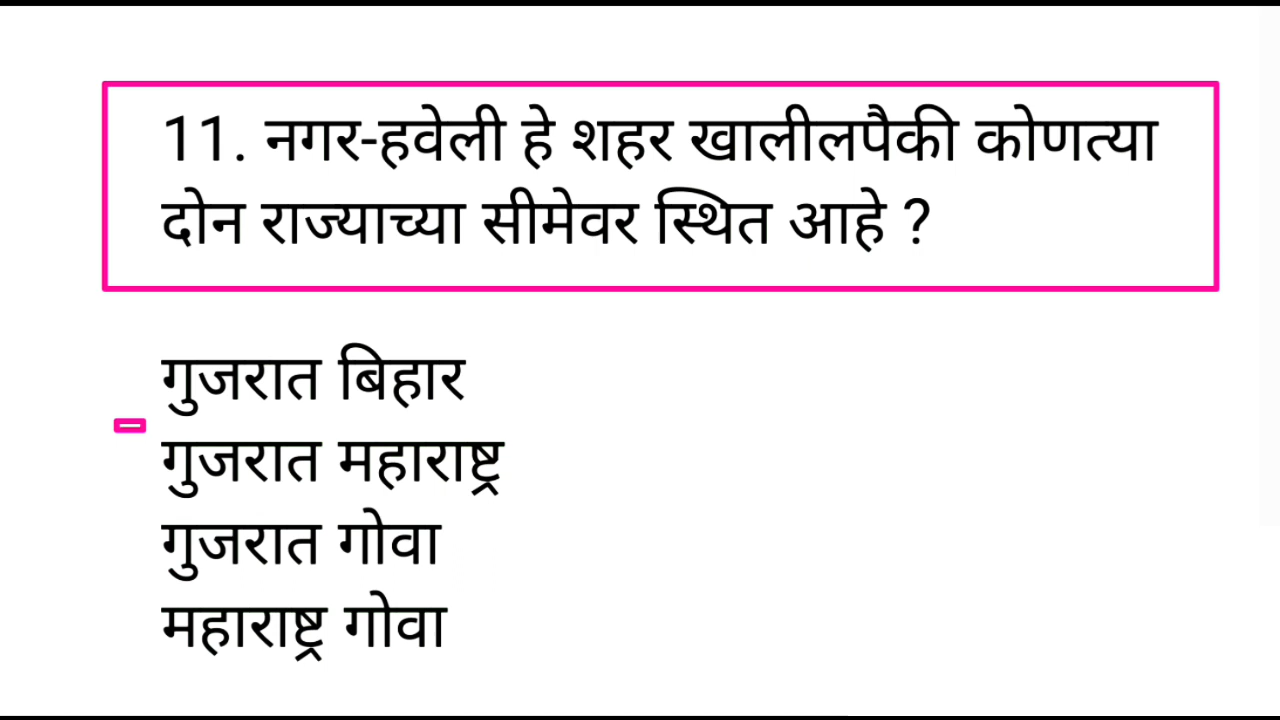 11. नगर-हवेली हे शहर खालीलपैकी कोणत्या
दोन राज्याच्या सीमेवर स्थित आहे ?
गुजरात बिहार
गुजरात महाराष्ट्र
गुजरात गोवा
महाराष्ट्र गोवा